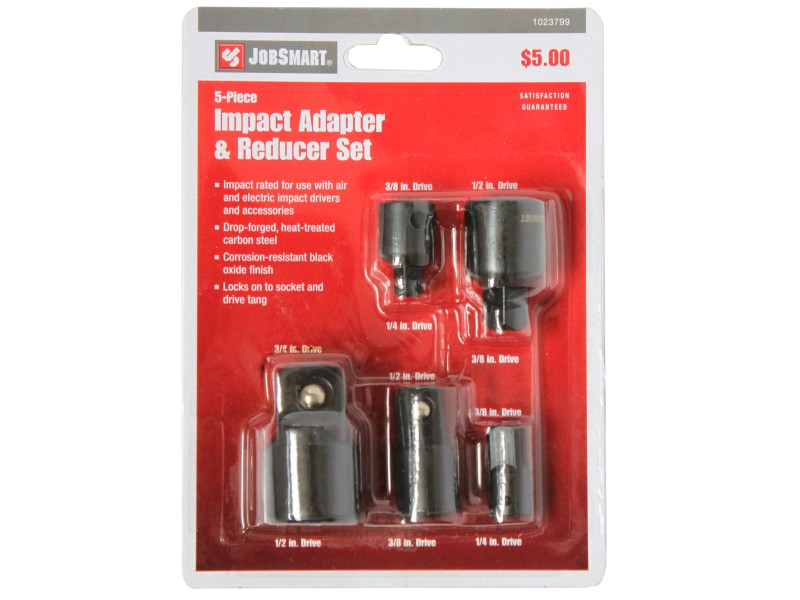 1023799
JOBSMART®
$5.00
SATISFACTION
GUARANTEED
5-Piece
Impact Adapter
& Reducer Set
▪ Impact rated for use with air
and electric impact drivers
and accessories
▪ Drop-forged, heat-treated
carbon steel
▪ Corrosion-resistant black
oxide finish
▪ Locks on to socket and
drive tang
3/8 in. Drive
1/2 in. Drive
1/4 in. Drive
3/8 in. Drive
3/4 in. Drive
1/2 in. Drive
3/8 in. Drive
1/2 in. Drive
3/8 in. Drive
1/4 in. Drive